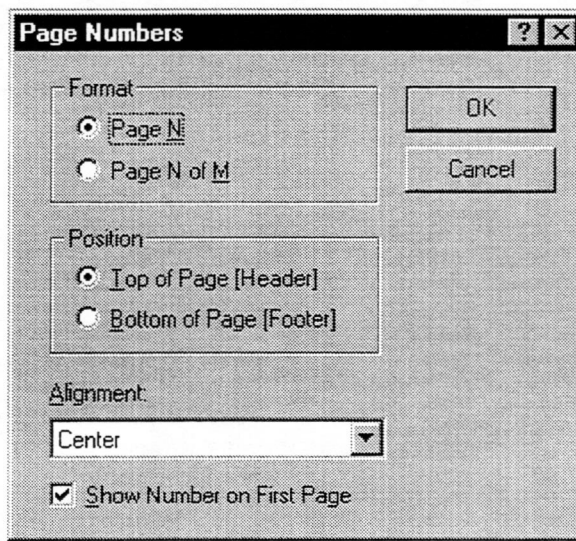 Page Numbers
Format
Page N
Page N of M
OK
Cancel
Position
Top of Page [Header]
Bottom of Page [Footer]
Alignment:
Center
Show Number on First Page